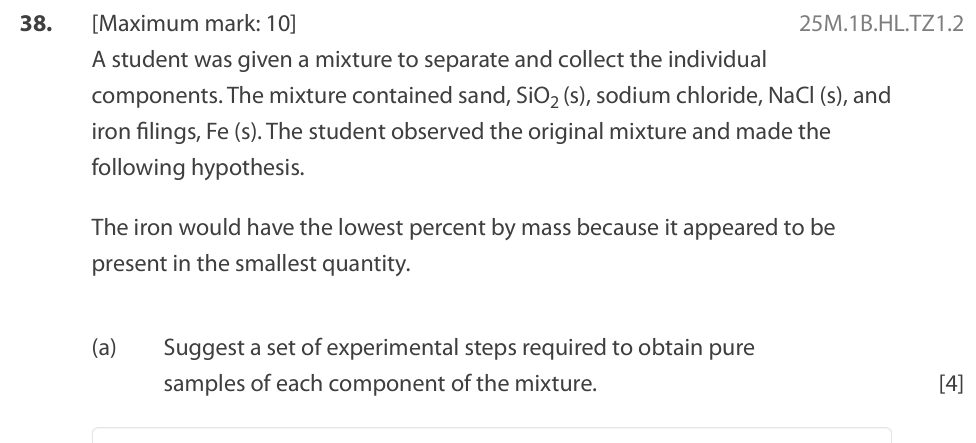 38. [Maximum mark: 10] 25M.1B.HL.TZ1.2
A student was given a mixture to separate and collect the individual
components. The mixture contained sand, SiO₂ (s), sodium chloride, NaCl (s), and
iron filings, Fe (s). The student observed the original mixture and made the
following hypothesis.
The iron would have the lowest percent by mass because it appeared to be
present in the smallest quantity.
(a) Suggest a set of experimental steps required to obtain pure
samples of each component of the mixture. [4]